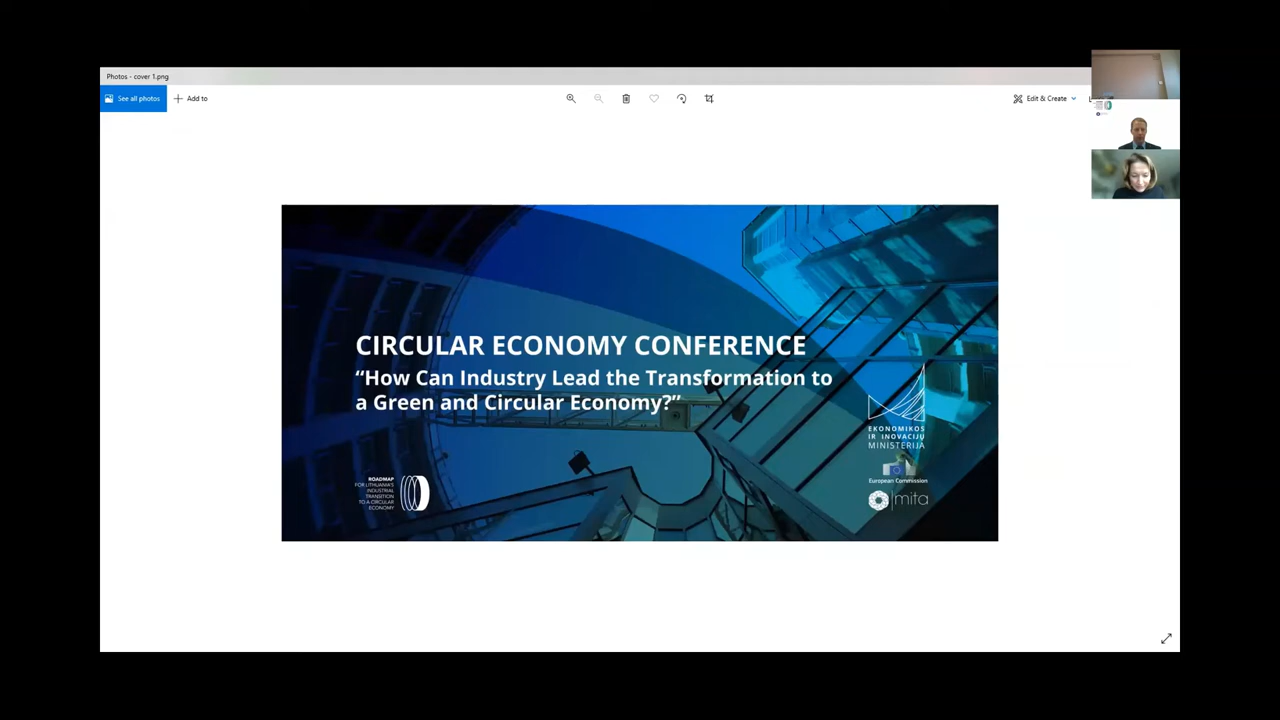 Photos - cover 1.png
See all photos
Add to
Edit & Create
CIRCULAR ECONOMY CONFERENCE
“How Can Industry Lead the Transformation to
a Green and Circular Economy?”
EKONOMIKOS
IR INOVACIJŲ
MINISTERIJA
European Commission
mita
ROADMAP
FOR LITHUANIA'S
INDUSTRIAL
TRANSITION
TO A CIRCULAR
ECONOMY